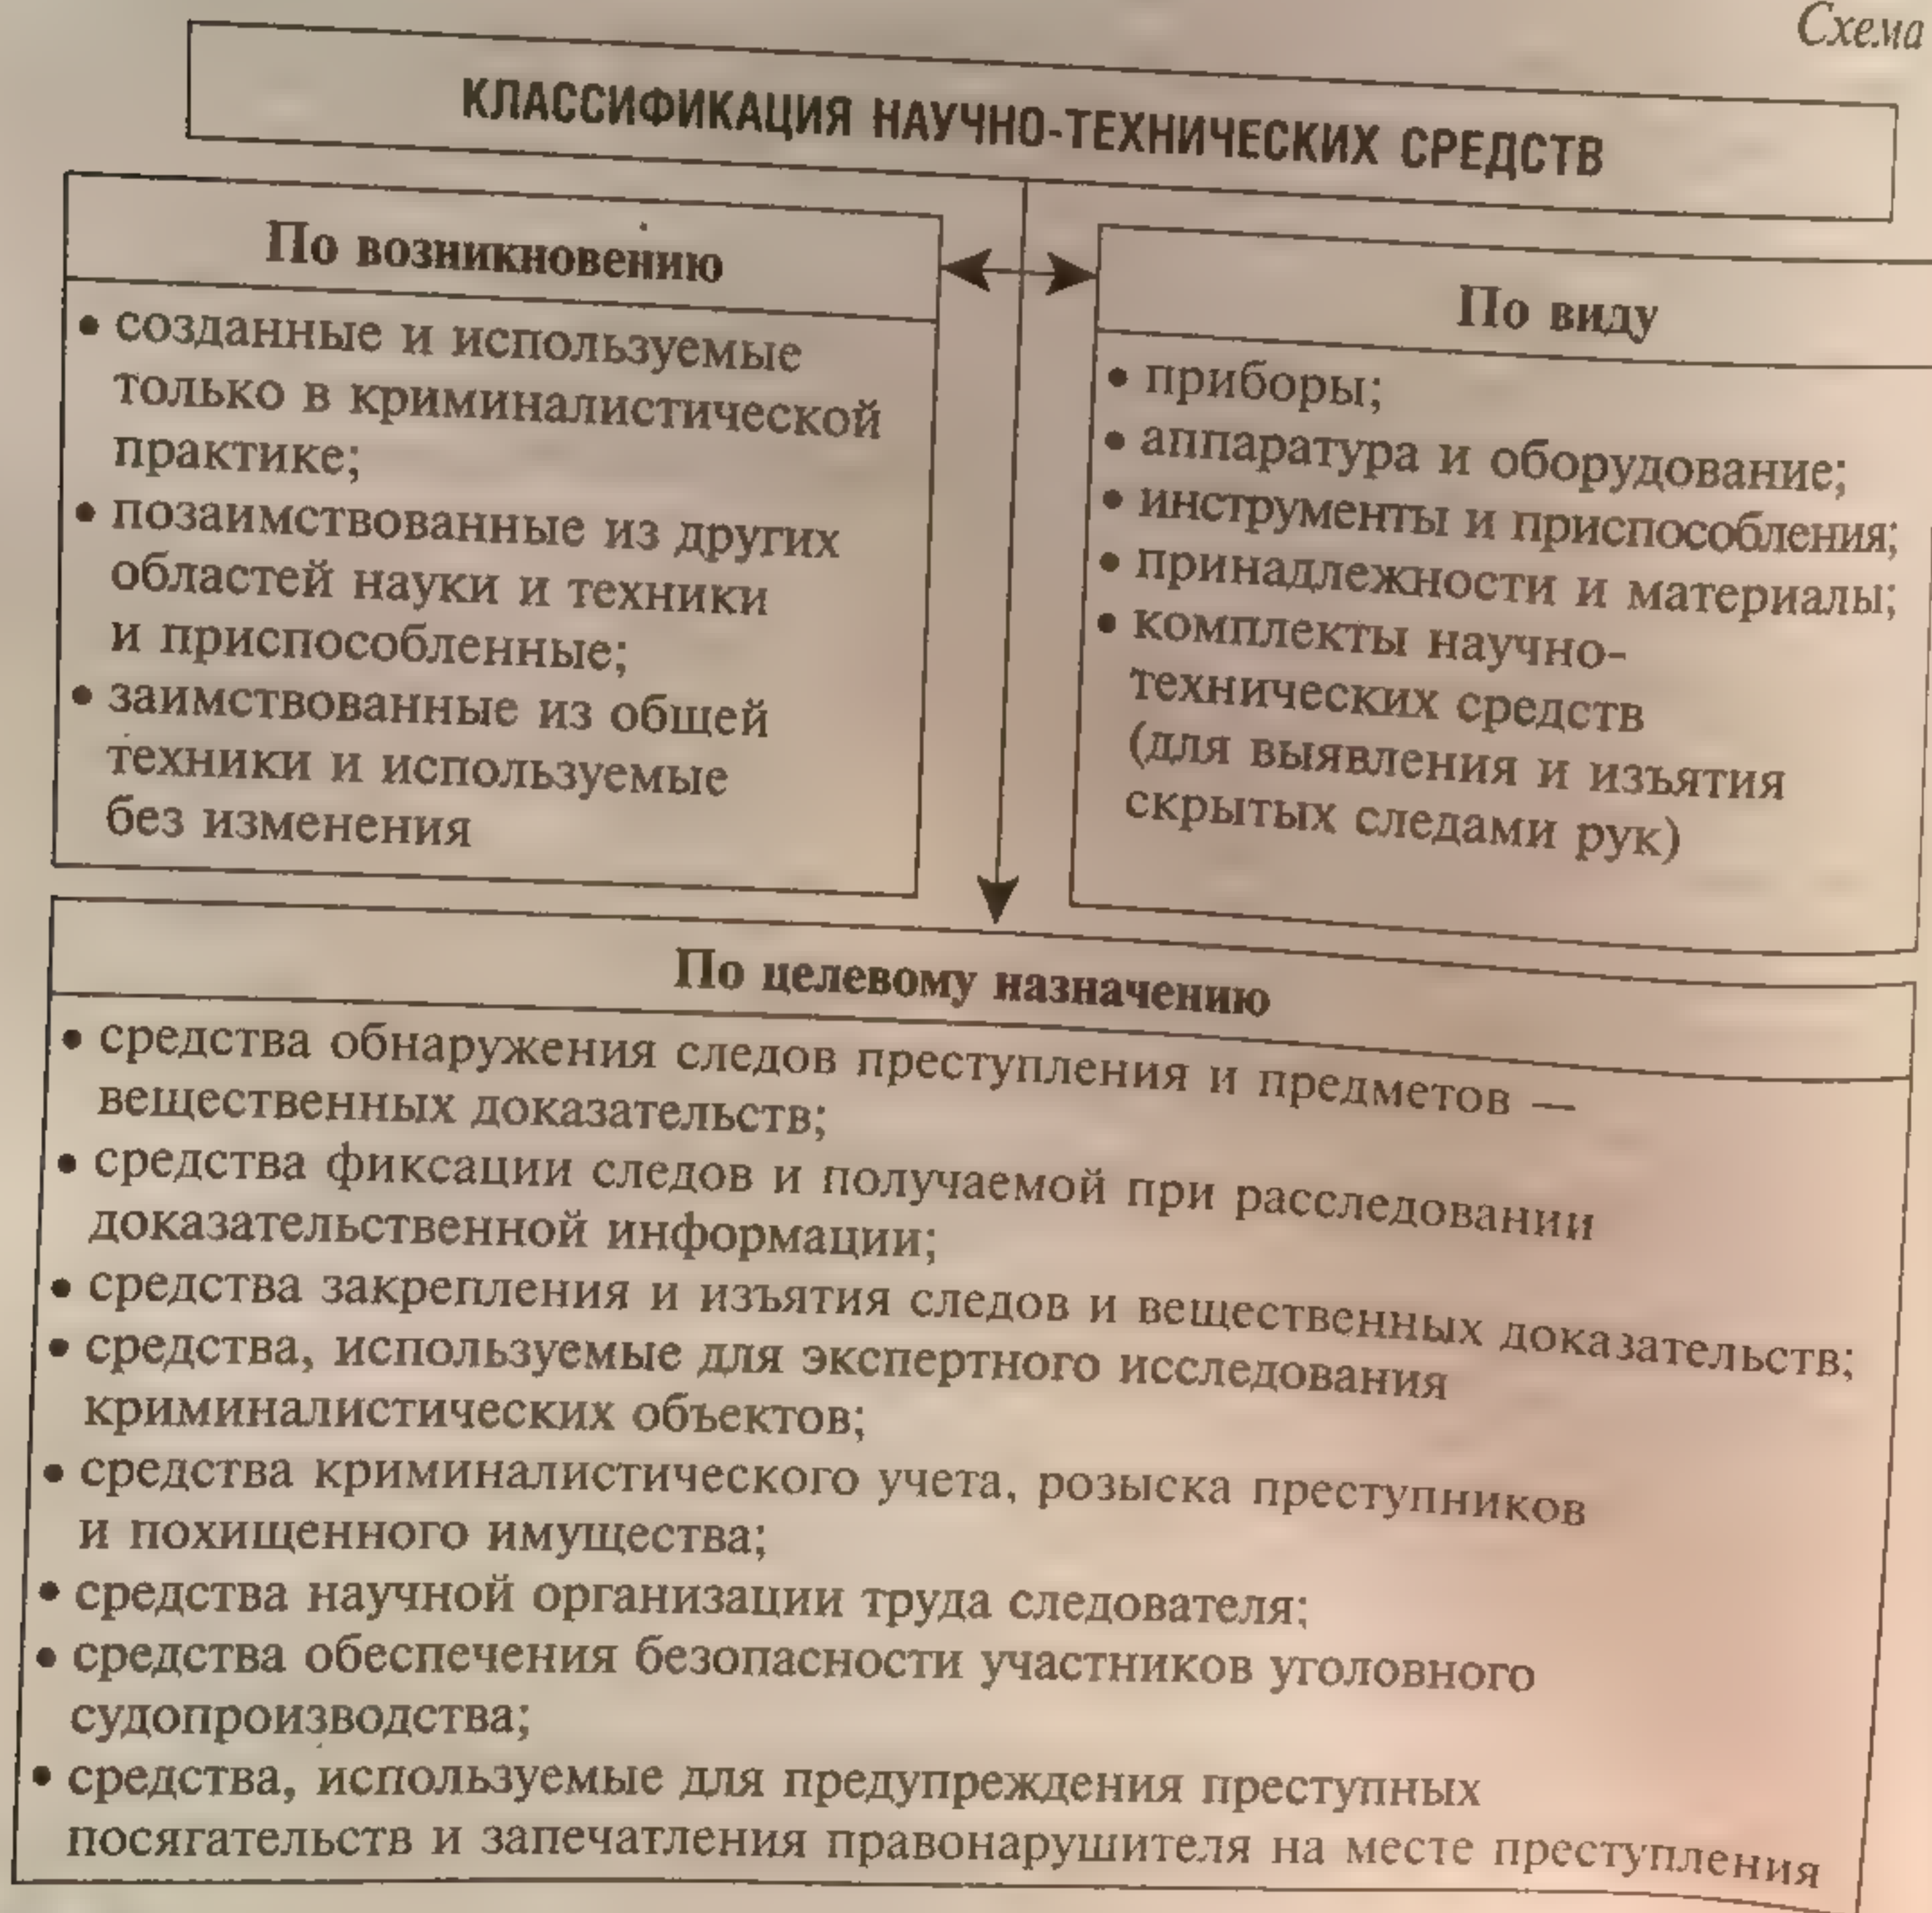 Схема
КЛАССИФИКАЦИЯ НАУЧНО-ТЕХНИЧЕСКИХ СРЕДСТВ
По возникновению
• созданные и используемые
только в криминалистической
практике;
• позаимствованные из других
областей науки и техники
и приспособленные;
• заимствованные из общей
техники и используемые
без изменения
По виду
• приборы;
• аппаратура и оборудование;
• инструменты и приспособления;
• принадлежности и материалы;
• комплекты научно-
технических средств
(для выявления и изъятия
скрытых следами рук)
По целевому назначению
• средства обнаружения следов преступления и предметов —
вещественных доказательств;
• средства фиксации следов и получаемой при расследовании
доказательственной информации;
• средства закрепления и изъятия следов и вещественных доказательств;
• средства, используемые для экспертного исследования
криминалистических объектов;
• средства криминалистического учета, розыска преступников
и похищенного имущества;
• средства научной организации труда следователя;
• средства обеспечения безопасности участников уголовного
судопроизводства;
• средства, используемые для предупреждения преступных
посягательств и запечатления правонарушителя на месте преступления